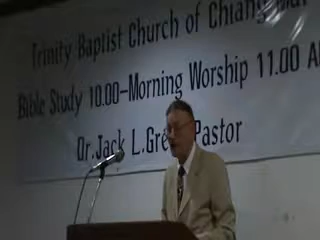 Trinity Baptist Church of Chiang
Bible Study 10.00-Morning Worship 11.00
Dr.Jack L. Pastor